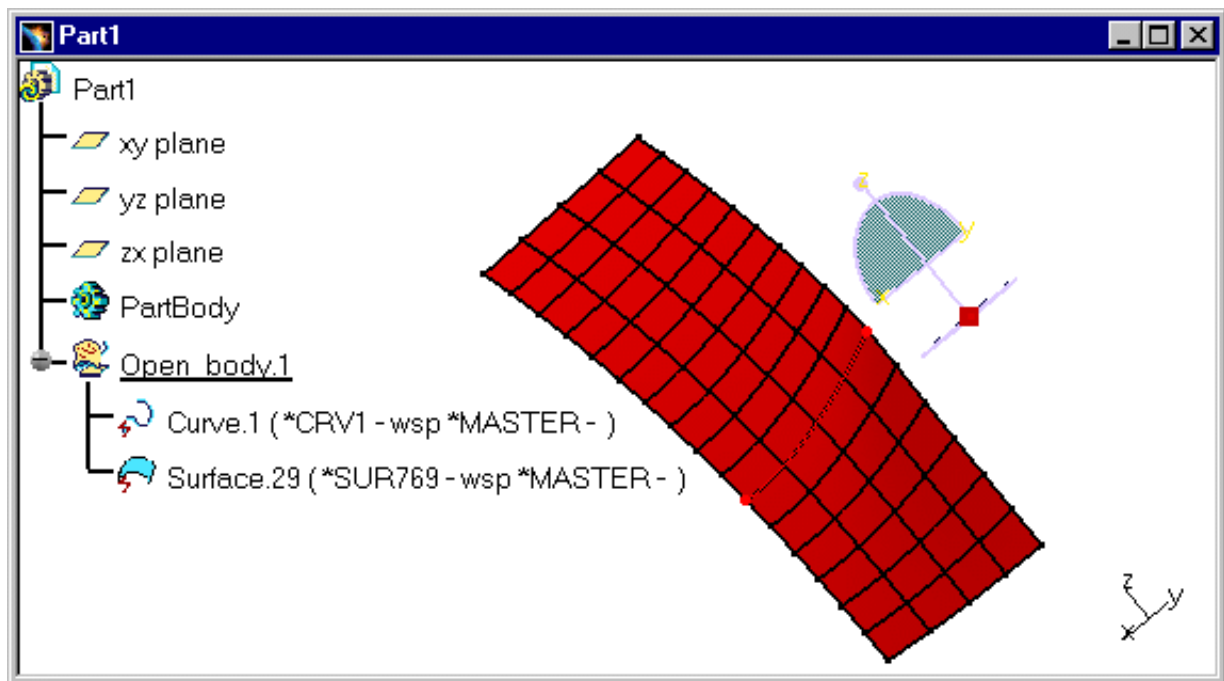 Part1
Part1
xy plane
yz plane
zx plane
PartBody
Open_body.1
Curve.1 (*CRV1 - wsp *MASTER - )
Surface.29 (*SUR769 - wsp *MASTER - )
z
y
x
z
y
x